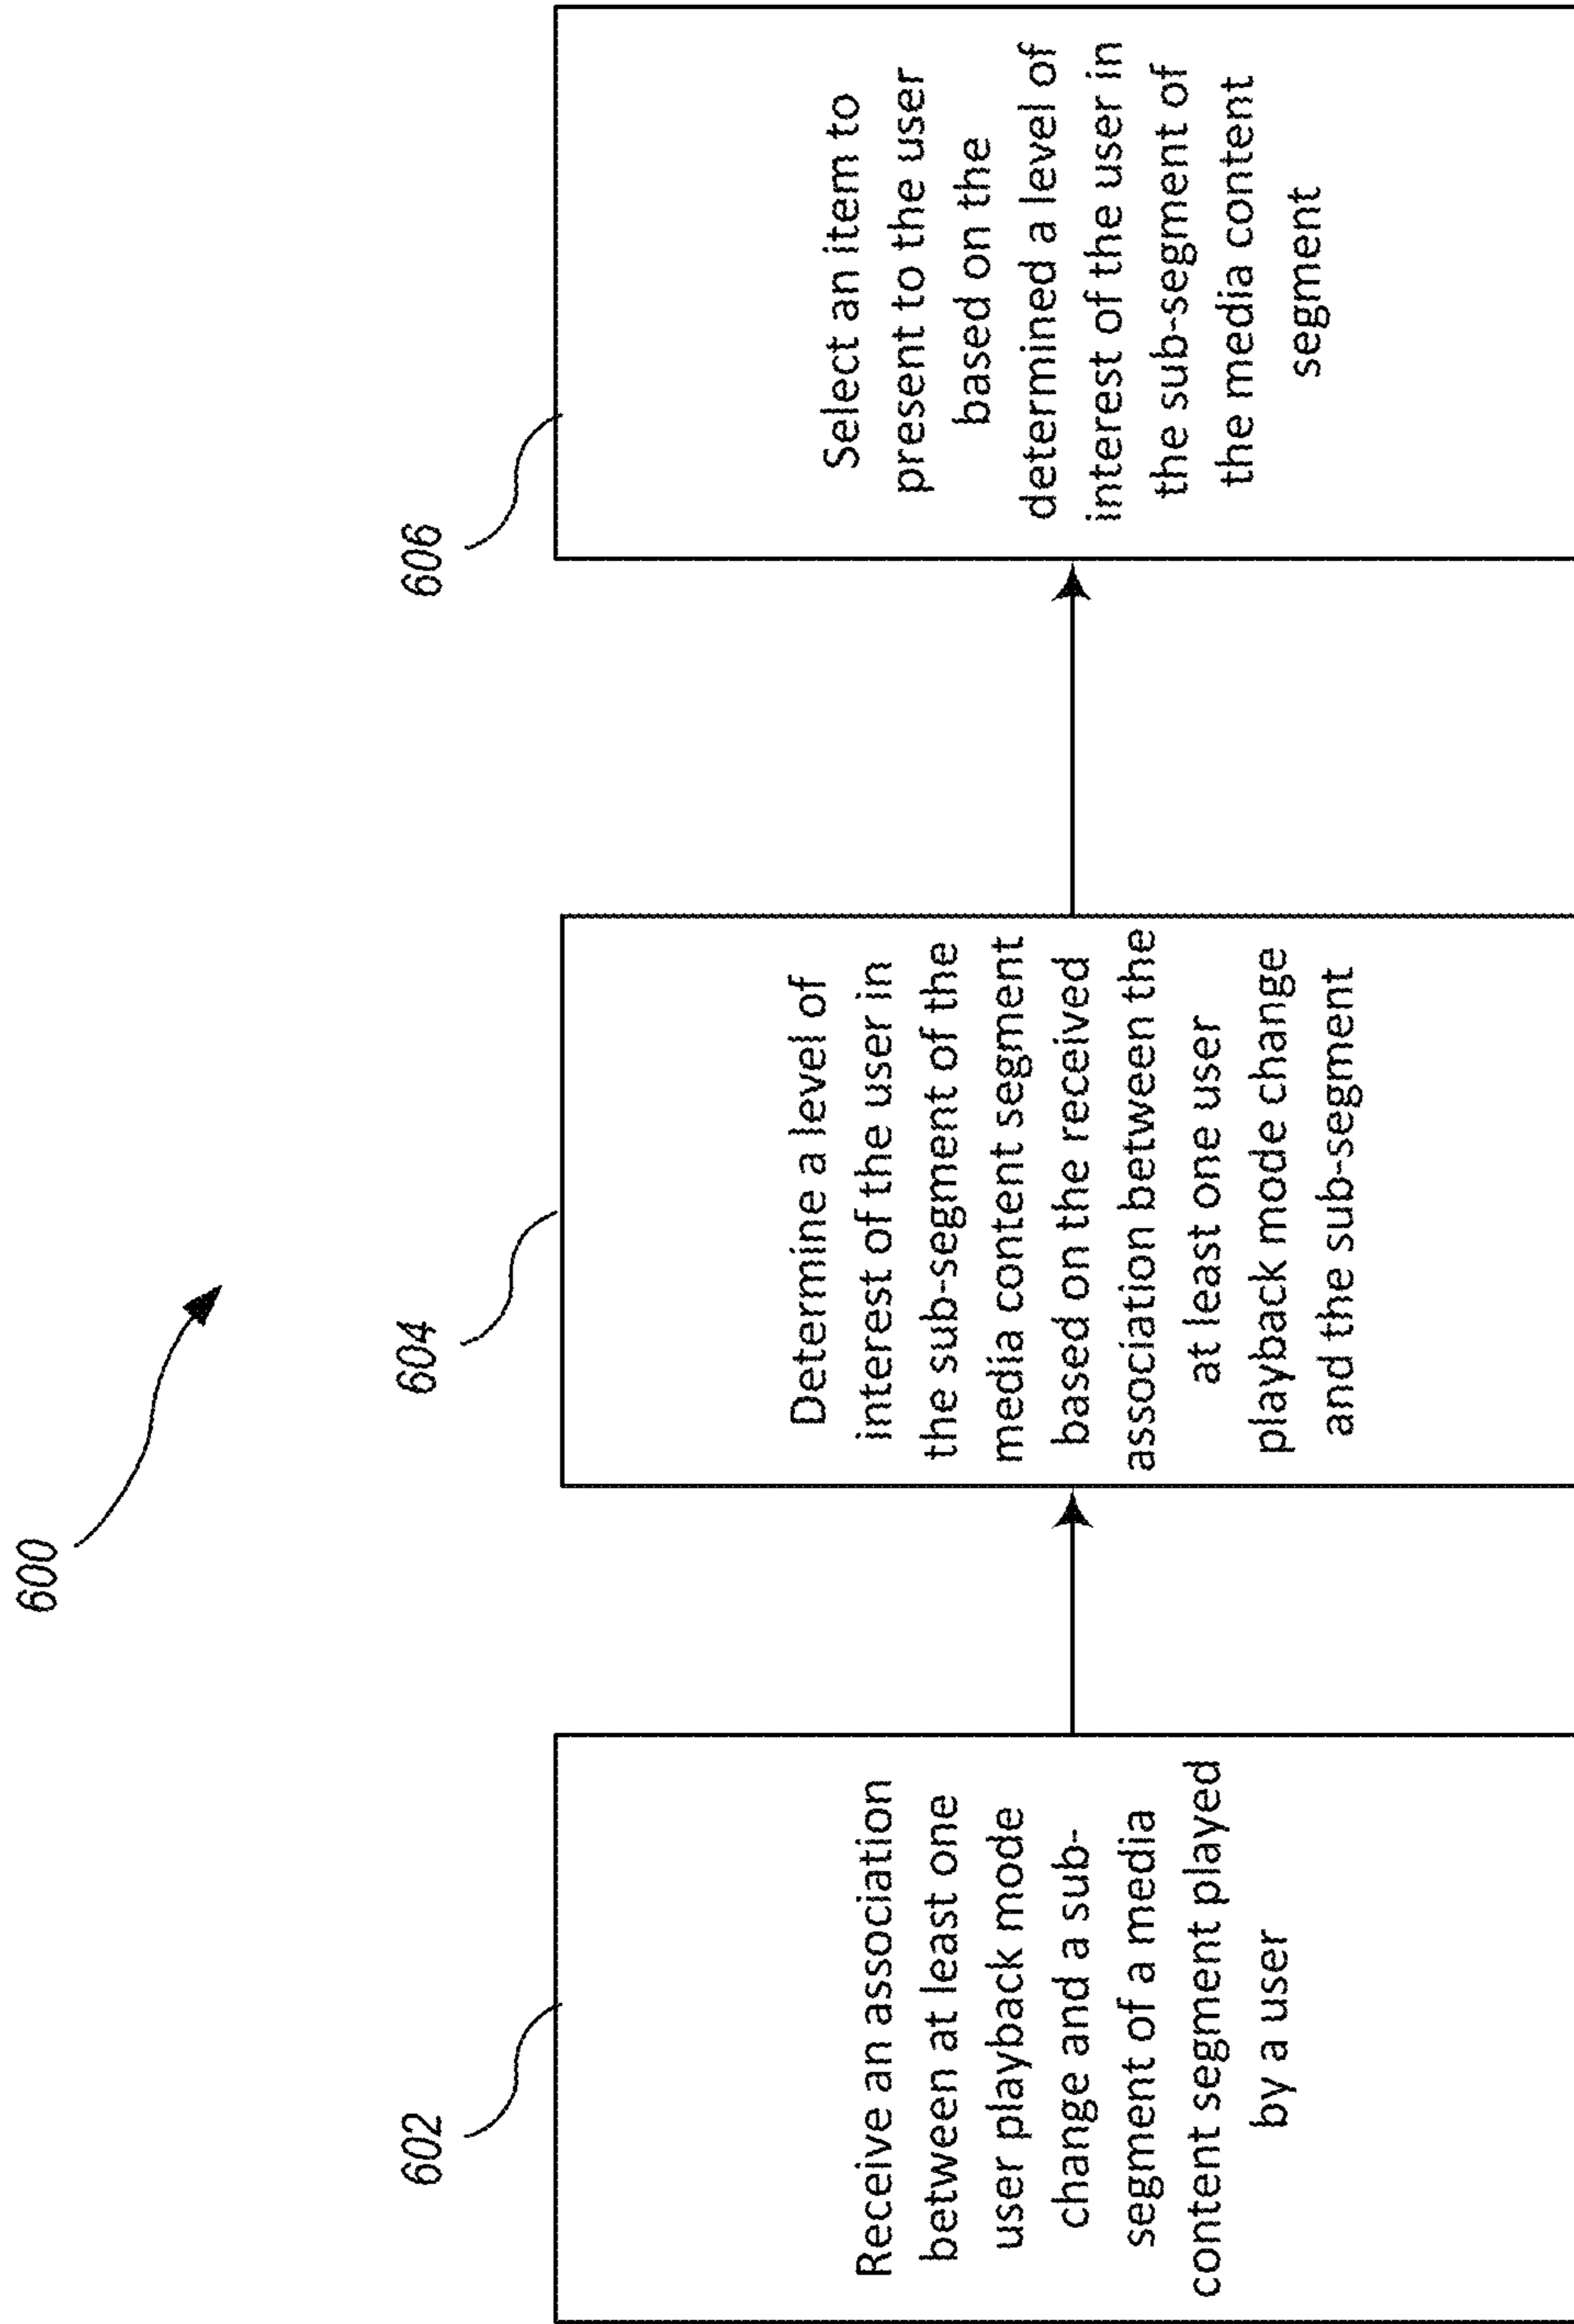 600
602
Receive an association
between at least one
user playback mode
change and a sub-
segment of a media
content segment played
by a user
604
Determine a level of
interest of the user in
the sub-segment of the
media content segment
based on the received
association between the
at least one user
playback mode change
and the sub-segment
606
Select an item to
present to the user
based on the
determined a level of
interest of the user in
the sub-segment of
the media content
segment